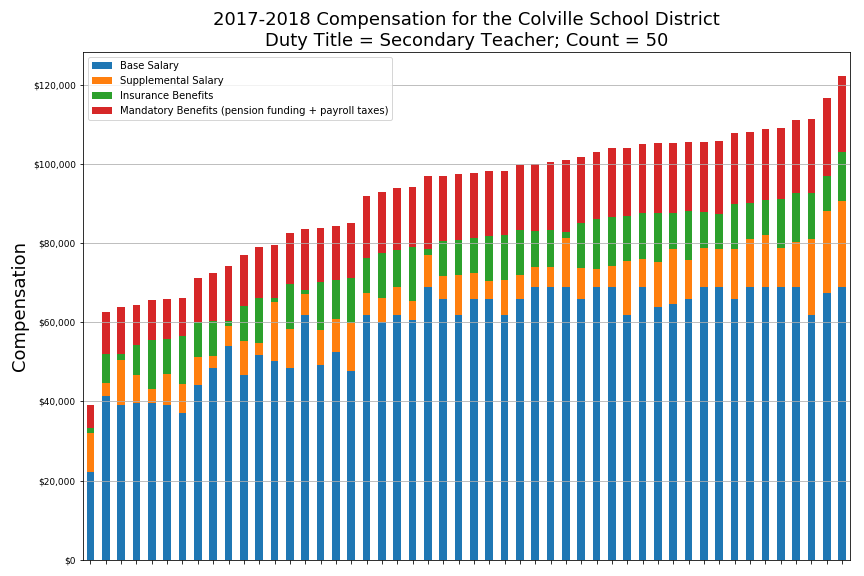 2017-2018 Compensation for the Colville School District
Duty Title = Secondary Teacher; Count = 50
Base Salary
Supplemental Salary
Insurance Benefits
Mandatory Benefits (pension funding + payroll taxes)
$120,000
$100,000
$80,000
$60,000
$40,000
$20,000
$0
Compensation